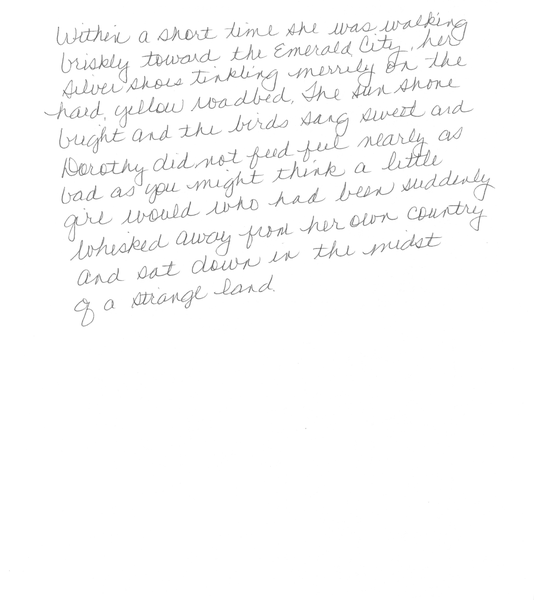 Within a short time she was walking
briskly toward the Emerald City, her
Silver Shoes tinkling merrily on the
hard, yellow roadbed. The sun shone
bright and the birds sang sweet and
Dorothy did not feed feel nearly as
bad as you might think a little
girl would who had been suddenly
whisked away from her own country
and sat down in the midst
of a strange land.